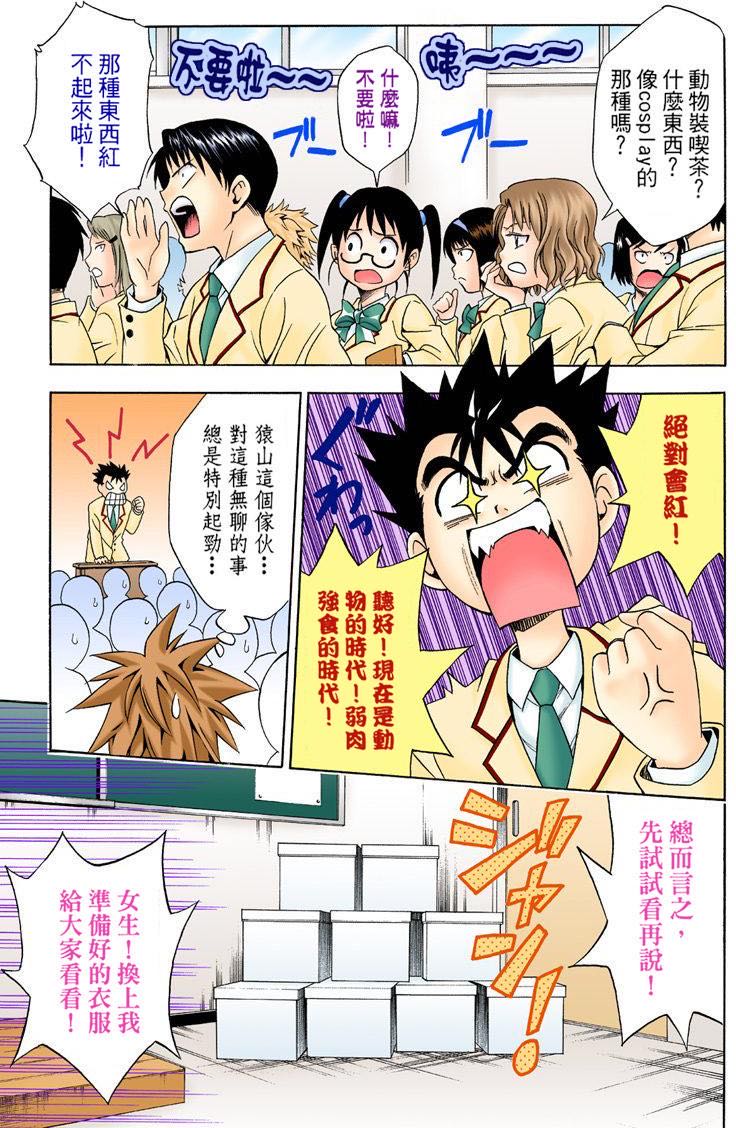 動物裝喫茶？
什麼東西？
像cosplay的
那種嗎？
咦～～～～
什麼嘛！
不要啦！
不要啦～～
ブーブー
那種東西紅
不起來啦！
絕對會紅！
聽好！現在是動
物的時代！弱肉
強食的時代！
ぐわっ
猿山這個傢伙…
對這種無聊的事
總是特別起勁…
總而言之，
先試試看再說！
ジャン！
女生！換上我
準備好的衣服
給大家看看！